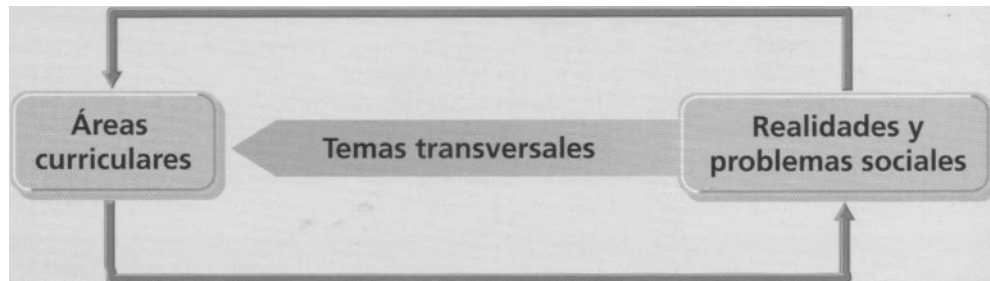 Áreas
curriculares
Temas transversales
Realidades y
problemas sociales